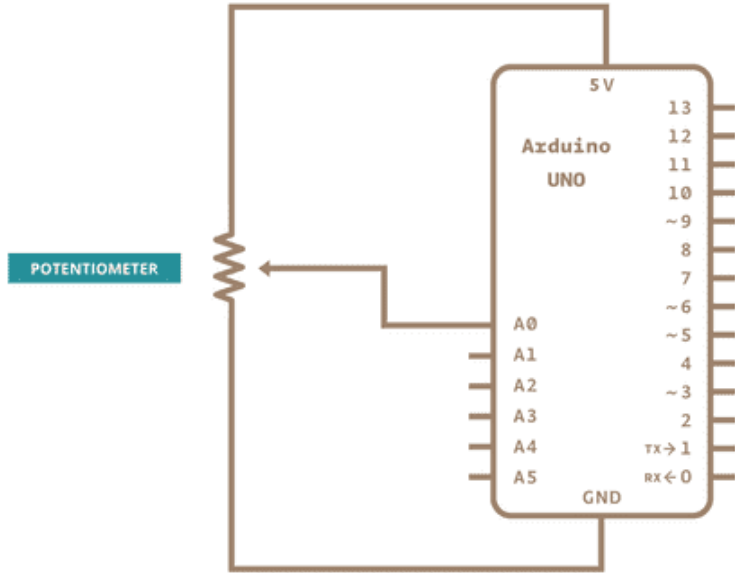 5V
Arduino
UNO
POTENTIOMETER
A0
A1
A2
A3
A4
A5
13
12
11
10
~9
8
7
~6
~5
4
~3
2
TX→1
RX←0
GND